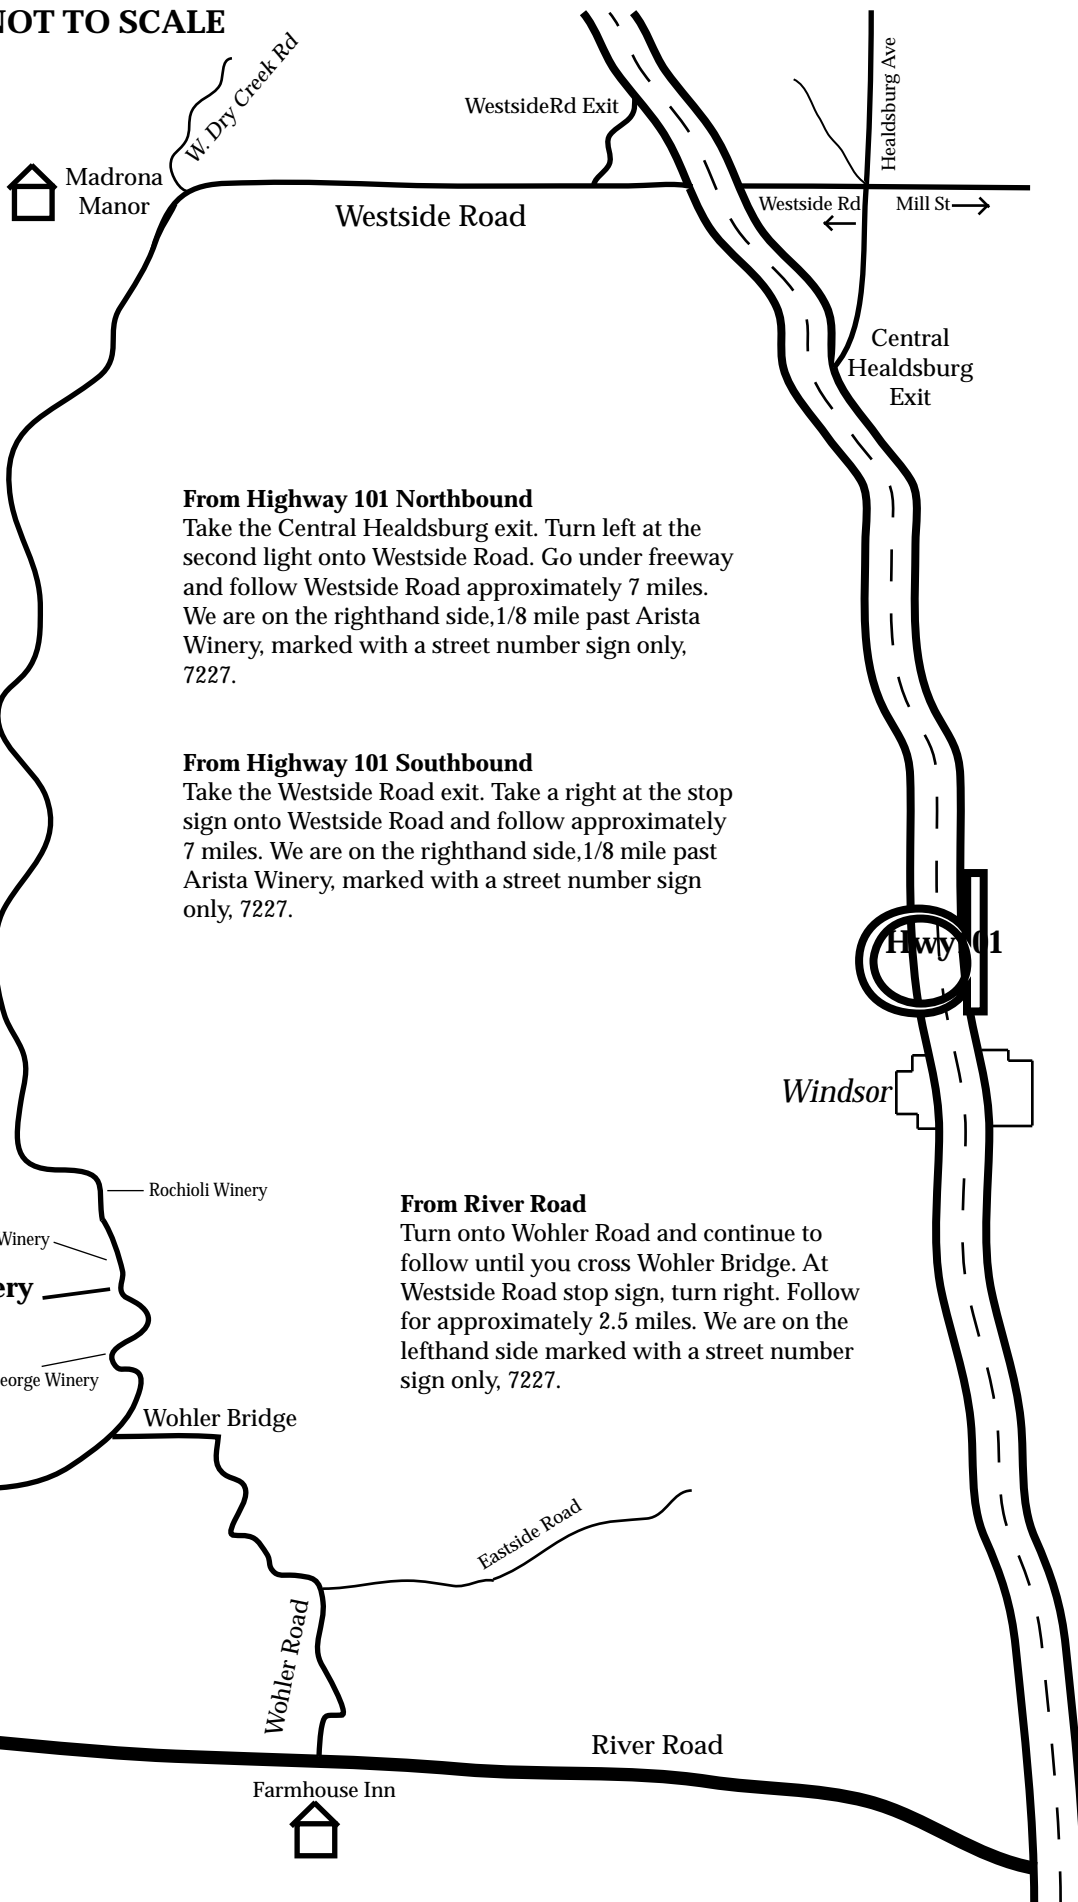 NOT TO SCALE
W. Dry Creek Rd
WestsideRd Exit
Healdsburg Ave
Madrona
Manor
Westside Road
Westside Rd
Mill St
Central
Healdsburg
Exit
From Highway 101 Northbound
Take the Central Healdsburg exit. Turn left at the
second light onto Westside Road. Go under freeway
and follow Westside Road approximately 7 miles.
We are on the righthand side,1/8 mile past Arista
Winery, marked with a street number sign only,
7227.
From Highway 101 Southbound
Take the Westside Road exit. Take a right at the stop
sign onto Westside Road and follow approximately
7 miles. We are on the righthand side,1/8 mile past
Arista Winery, marked with a street number sign
only, 7227.
Hwy 101
Windsor
Rochioli Winery
Winery
From River Road
Turn onto Wohler Road and continue to
follow until you cross Wohler Bridge. At
Westside Road stop sign, turn right. Follow
for approximately 2.5 miles. We are on the
lefthand side marked with a street number
sign only, 7227.
ery
eorge Winery
Wohler Bridge
Eastside Road
Wohler Road
River Road
Farmhouse Inn